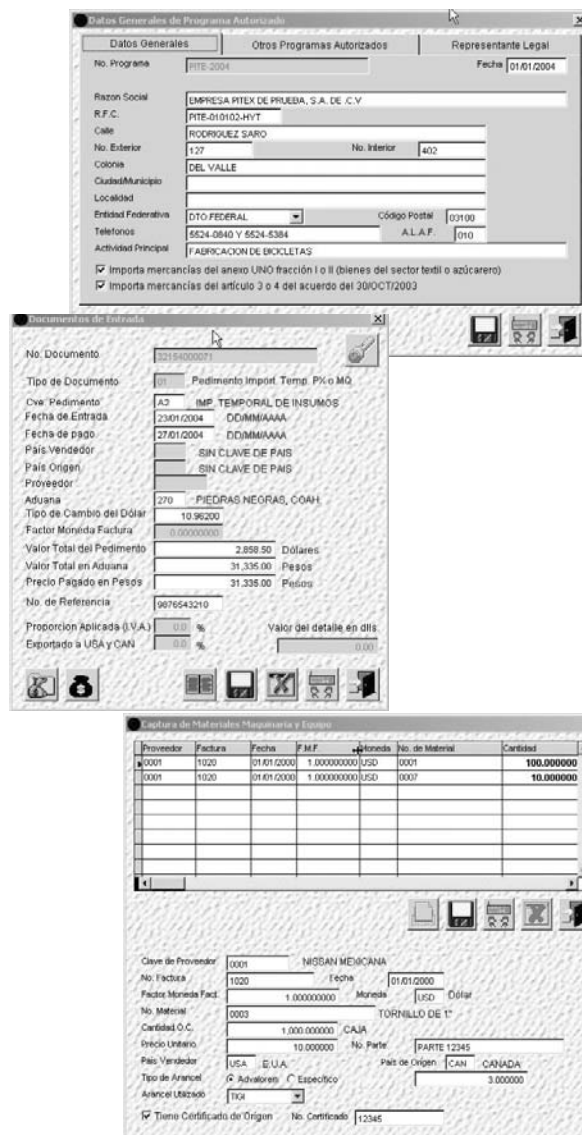 Datos Generales de Programa Autorizado
Datos Generales Otros Programas Autorizados Representante Legal
No. Programa PITE-2004 Fecha 01/01/2004
Razon Social EMPRESA PITEX DE PRUEBA, S.A. DE .C.V
R.F.C. PITE-010102-HYT
Calle RODRIGUEZ SARO
No. Exterior 127 No. Interior 402
Colonia DEL VALLE
Ciudad/Municipio
Localidad
Entidad Federativa DTO.FEDERAL Código Postal 03100
Telefonos 5524-0840 Y 5524-5384 A.L.A.F. 010
Actividad Principal FABRICACION DE BICICLETAS
Importa mercancías del anexo UNO fracción I o II (bienes del sector textil o azúcarero)
Importa mercancías del artículo 3 o 4 del acuerdo del 30/OCT/2003
Documentos de Entrada
No. Documento 32154000071
Tipo de Documento 01 Pedimento Import. Temp. PX o MQ
Cve. Pedimento A2 IMP. TEMPORAL DE INSUMOS
Fecha de Entrada 23/01/2004 DD/MM/AAAA
Fecha de pago 27/01/2004 DD/MM/AAAA
País Vendedor SIN CLAVE DE PAIS
País Origen SIN CLAVE DE PAIS
Proveedor
Aduana 270 PIEDRAS NEGRAS, COAH.
Tipo de Cambio del Dólar 10.96200
Factor Moneda Factura 0.00000000
Valor Total del Pedimento 2,858.50 Dólares
Valor Total en Aduana 31,335.00 Pesos
Precio Pagado en Pesos 31,335.00 Pesos
No. de Referencia 9876543210
Proporcion Aplicada (I.V.A.) 0.0 % Valor del detalle en dlls.
Exportado a USA y CAN 0.0 % 0.00
Captura de Materiales Maquinaria y Equipo
Proveedor Factura Fecha F.M.F Moneda No. de Material Cantidad
0001 1020 01/01/2000 1.000000000 USD 0001 100.000000
0001 1020 01/01/2000 1.000000000 USD 0007 10.000000
Clave de Proveedor 0001 NISSAN MEXICANA
No. Factura 1020 Fecha 01/01/2000
Factor Moneda Fact. 1.000000000 Moneda USD Dólar
No. Material 0003 TORNILLO DE 1"
Cantidad O.C. 1,000.000000 CAJA
Precio Unitario 10.000000 No. Parte PARTE 12345
País Vendedor USA E.U.A. País de Origen CAN CANADA
Tipo de Arancel Advaloren Específico 3.000000
Arancel Utilizado TIGI
Tiene Certificado de Origen No. Certificado 12345